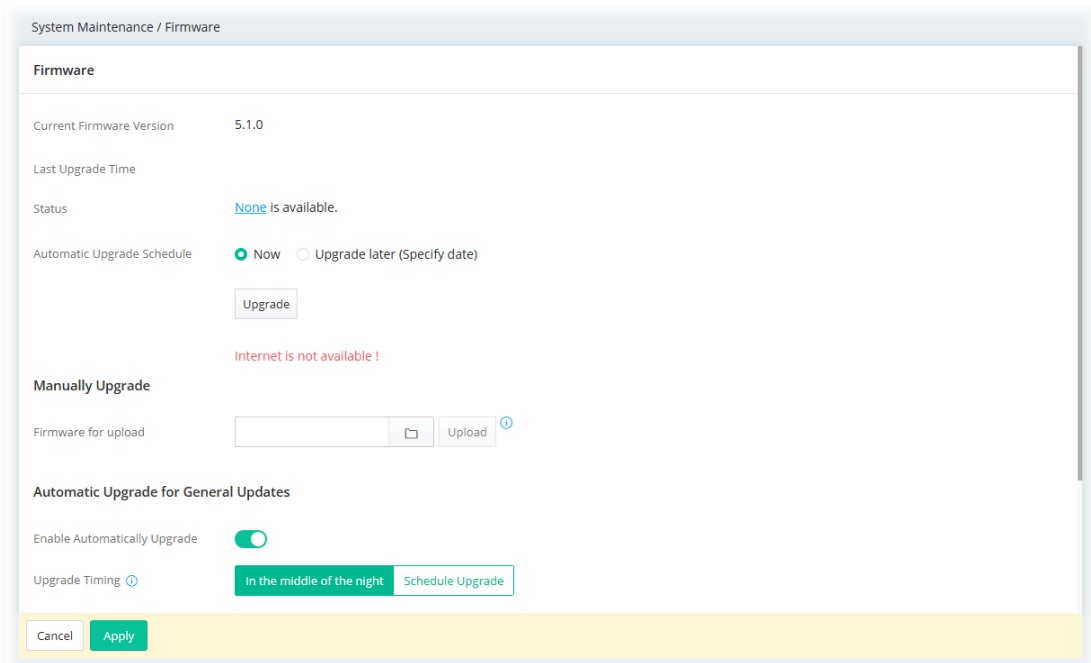 System Maintenance / Firmware
Firmware
Current Firmware Version 5.1.0
Last Upgrade Time
Status None is available.
Automatic Upgrade Schedule Now Upgrade later (Specify date)
Upgrade
Internet is not available !
Manually Upgrade
Firmware for upload Upload
Automatic Upgrade for General Updates
Enable Automatically Upgrade
Upgrade Timing In the middle of the night Schedule Upgrade
Cancel Apply